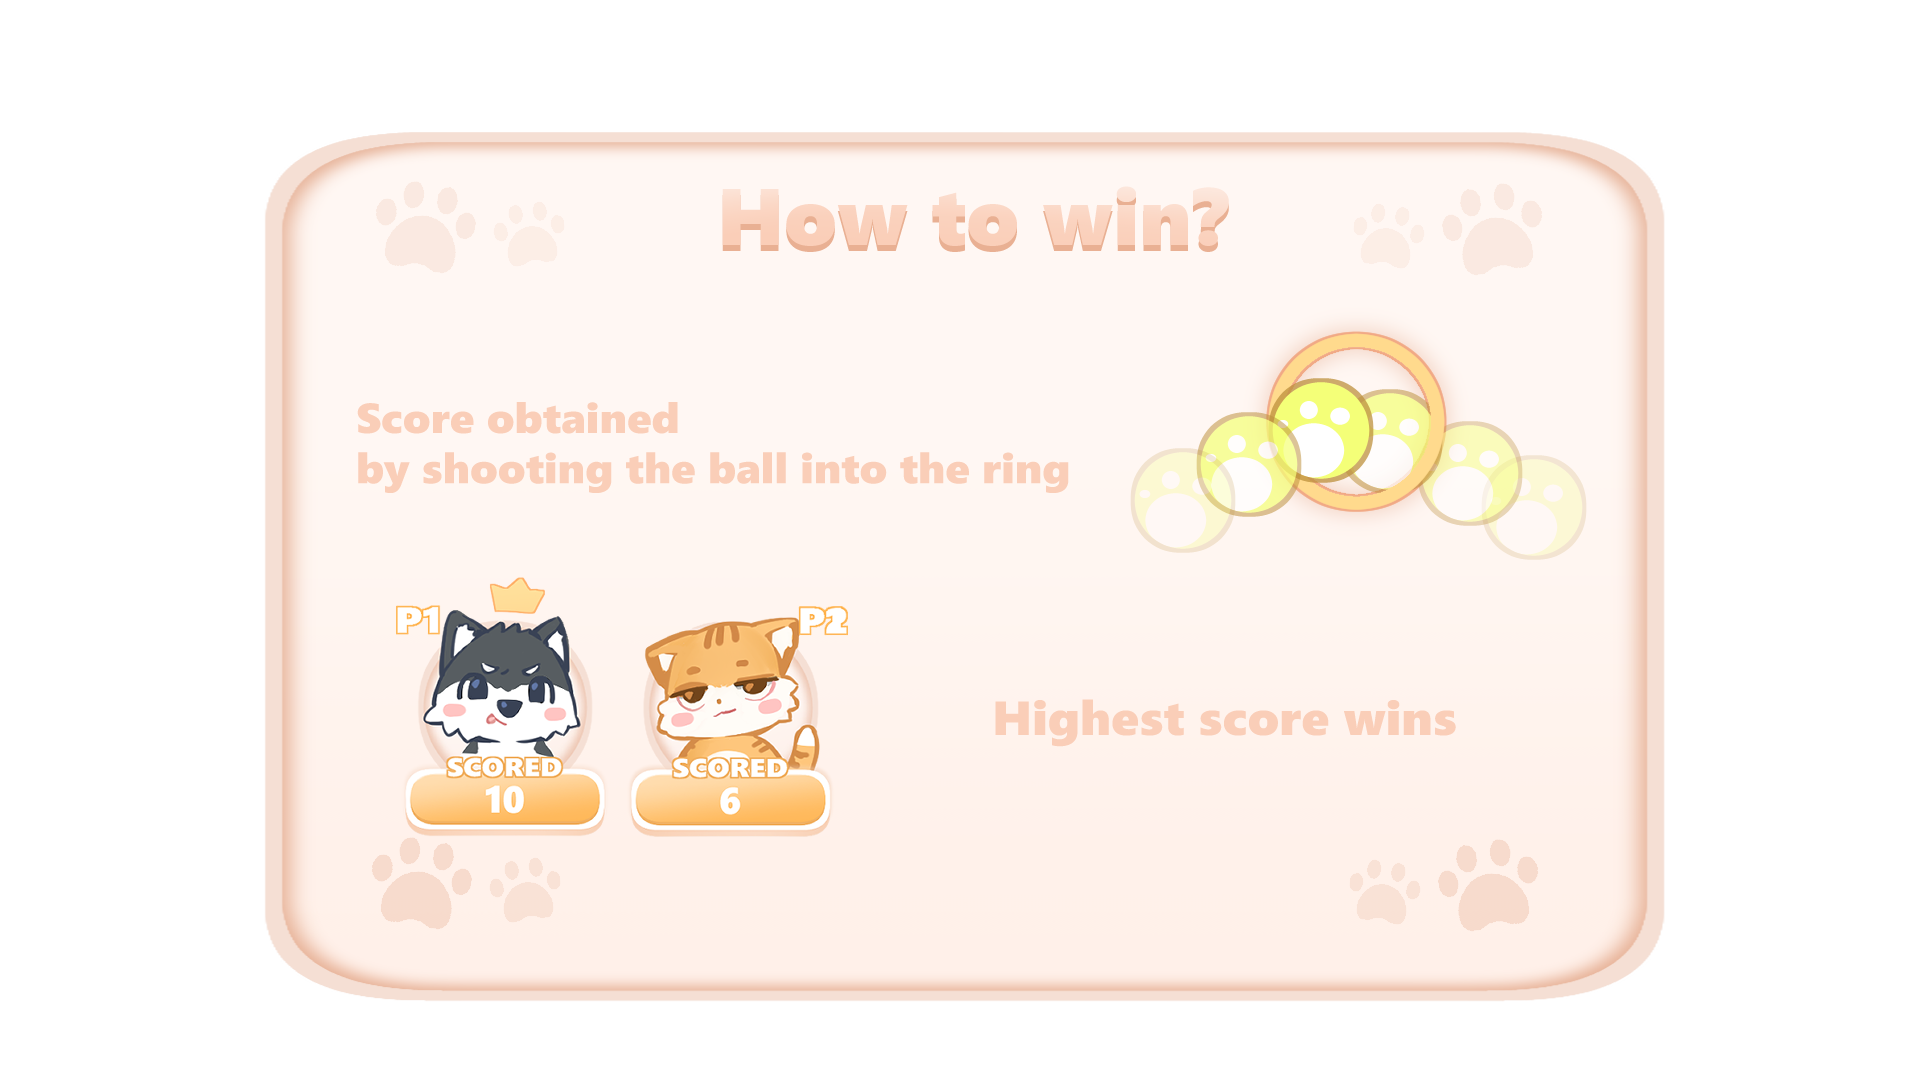 How to win?
Score obtained
by shooting the ball into the ring
P1
P2
SCORED
10
SCORED
6
Highest score wins